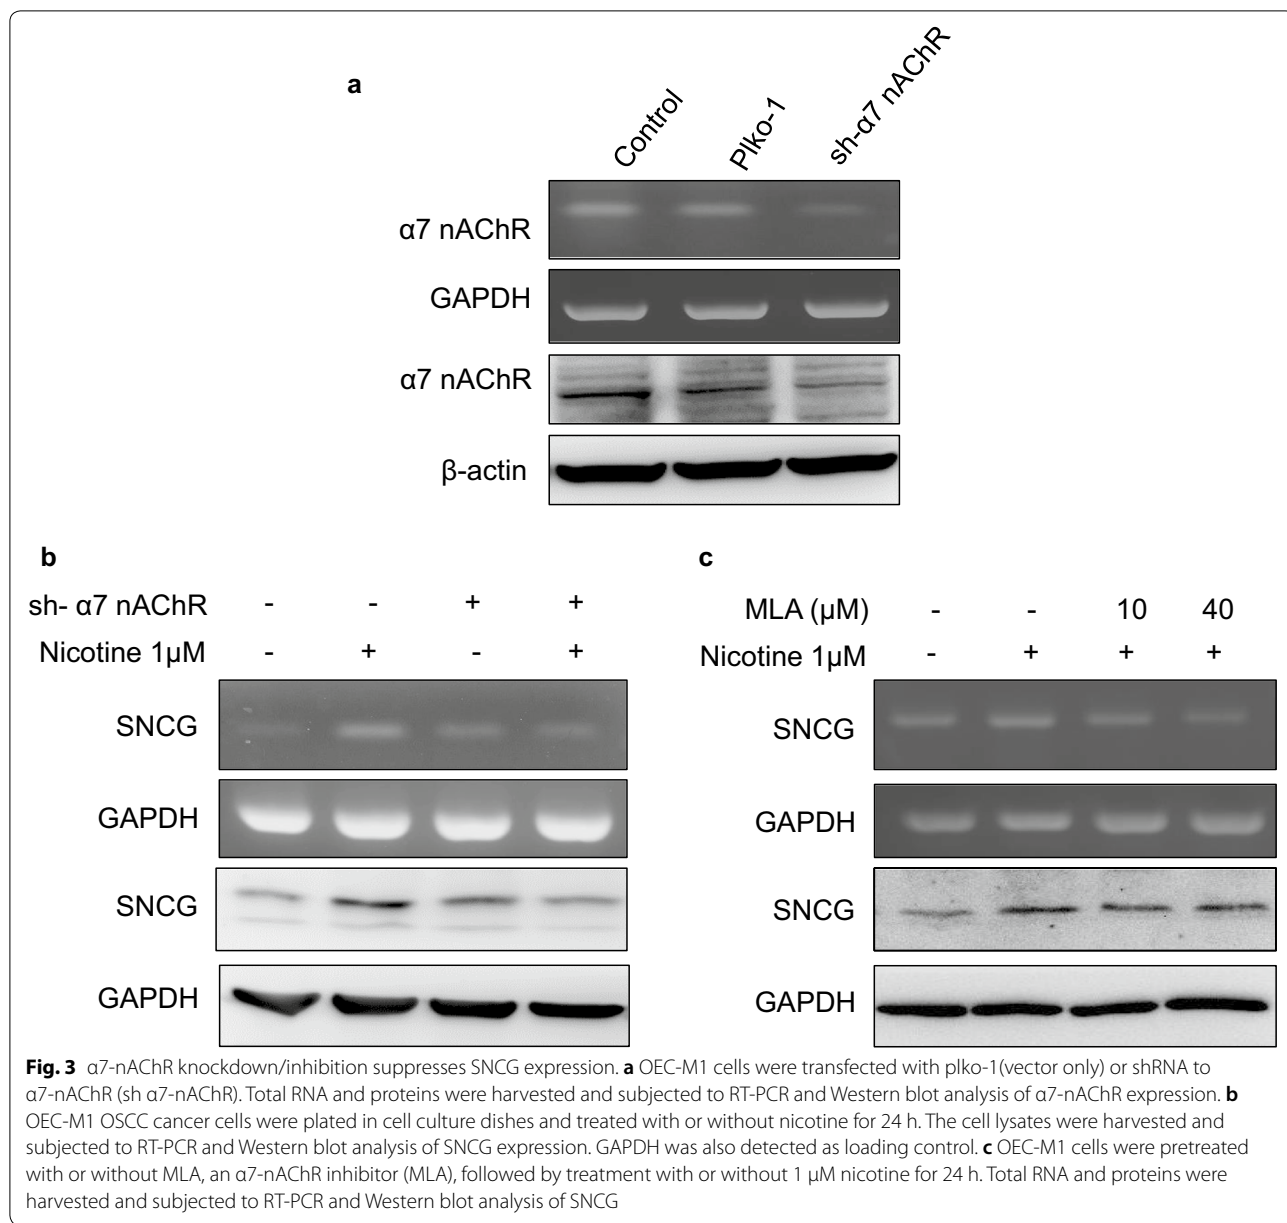 a
Control Plko-1 sh-α7 nAChR
α7 nAChR
GAPDH
α7 nAChR
β-actin
b
sh- α7 nAChR - - + +
Nicotine 1μM - + - +
SNCG
GAPDH
SNCG
GAPDH
c
MLA (μM) - - 10 40
Nicotine 1μM - + + +
SNCG
GAPDH
SNCG
GAPDH
Fig. 3 α7-nAChR knockdown/inhibition suppresses SNCG expression. a OEC-M1 cells were transfected with plko-1(vector only) or shRNA to
α7-nAChR (sh α7-nAChR). Total RNA and proteins were harvested and subjected to RT-PCR and Western blot analysis of α7-nAChR expression. b
OEC-M1 OSCC cancer cells were plated in cell culture dishes and treated with or without nicotine for 24 h. The cell lysates were harvested and
subjected to RT-PCR and Western blot analysis of SNCG expression. GAPDH was also detected as loading control. c OEC-M1 cells were pretreated
with or without MLA, an α7-nAChR inhibitor (MLA), followed by treatment with or without 1 μM nicotine for 24 h. Total RNA and proteins were
harvested and subjected to RT-PCR and Western blot analysis of SNCG